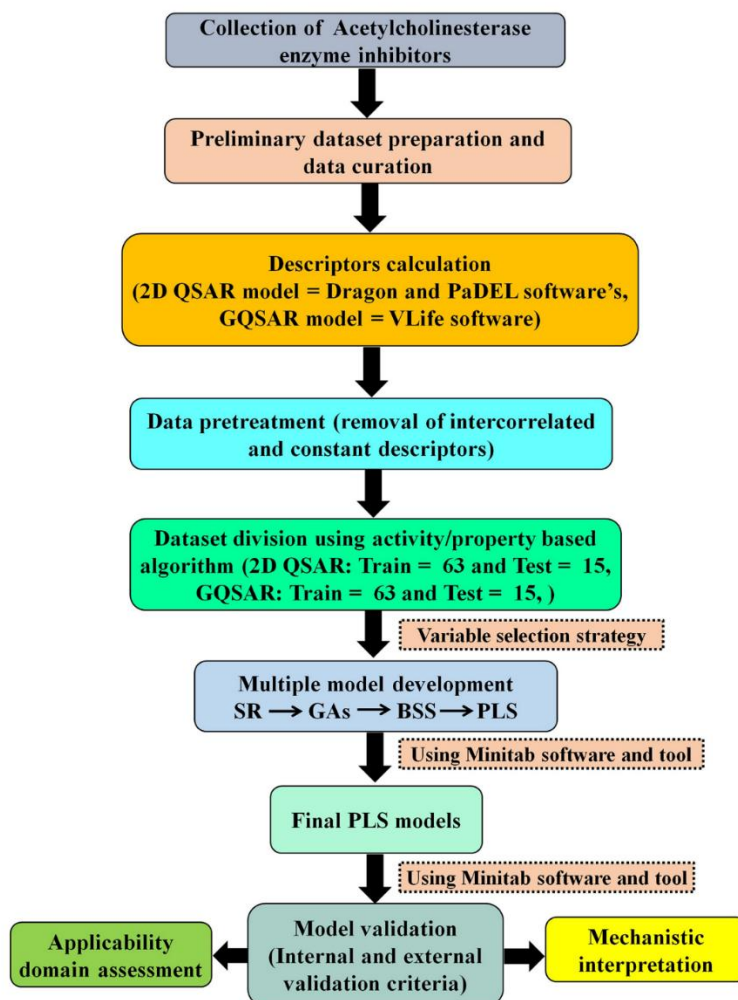 Collection of Acetylcholinesterase
enzyme inhibitors
Preliminary dataset preparation and
data curation
Descriptors calculation
(2D QSAR model = Dragon and PaDEL software's,
GQSAR model = VLife software)
Data pretreatment (removal of intercorrelated
and constant descriptors)
Dataset division using activity/property based
algorithm (2D QSAR: Train = 63 and Test = 15,
GQSAR: Train = 63 and Test = 15, )
Variable selection strategy
Multiple model development
SR → GAs → BSS → PLS
Using Minitab software and tool
Final PLS models
Using Minitab software and tool
Applicability
domain assessment
Model validation
(Internal and external
validation criteria)
Mechanistic
interpretation